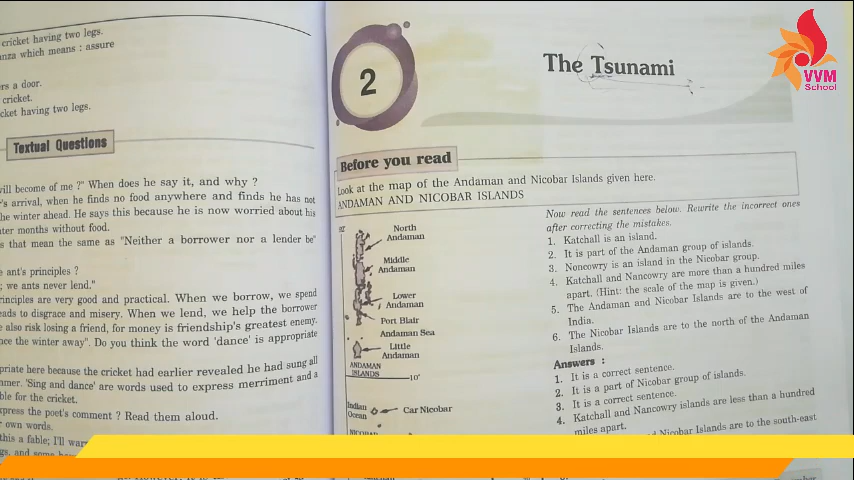 cricket having two legs.
anza which means : assure
ers a door.
cricket.
cket having two legs.
Textual Questions
will become of me ?" When does he say it, and why ?
's arrival, when he finds no food anywhere and finds he has not
he winter ahead. He says this because he is now worried about his
ter months without food.
s that mean the same as "Neither a borrower nor a lender be"
e ant's principles ?
; we ants never lend."
rinciples are very good and practical. When we borrow, we spend
eads to disgrace and misery. When we lend, we help the borrower
e also risk losing a friend, for money is friendship's greatest enemy.
nce the winter away". Do you think the word 'dance' is appropriate
priate here because the cricket had earlier revealed he had sung all
mmer. 'Sing and dance' are words used to express merriment and a
ble for the cricket.
xpress the poet's comment ? Read them aloud.
r own words.
this a fable; I'll war
gs, and some
2
The Tsunami
VVM
School
Before you read
Look at the map of the Andaman and Nicobar Islands given here.
ANDAMAN AND NICOBAR ISLANDS
North
Andaman
Middle
Andaman
Lower
Andaman
Port Blair
Andaman Sea
Little
Andaman
ANDAMAN
ISLANDS
10°
Indian
Ocean
Car Nicobar
NICOBAR
Now read the sentences below. Rewrite the incorrect ones
after correcting the mistakes.
1. Katchall is an island.
2. It is part of the Andaman group of islands.
3. Noncowry is an island in the Nicobar group.
4. Katchall and Nancowry are more than a hundred miles
apart. (Hint: the scale of the map is given.)
5. The Andaman and Nicobar Islands are to the west of
India.
6. The Nicobar Islands are to the north of the Andaman
Islands.
Answers :
1. It is a correct sentence.
2. It is a part of Nicobar group of islands.
3. It is a correct sentence.
4. Katchall and Nancowry islands are less than a hundred
miles apart.
d Nicobar Islands are to the south-east